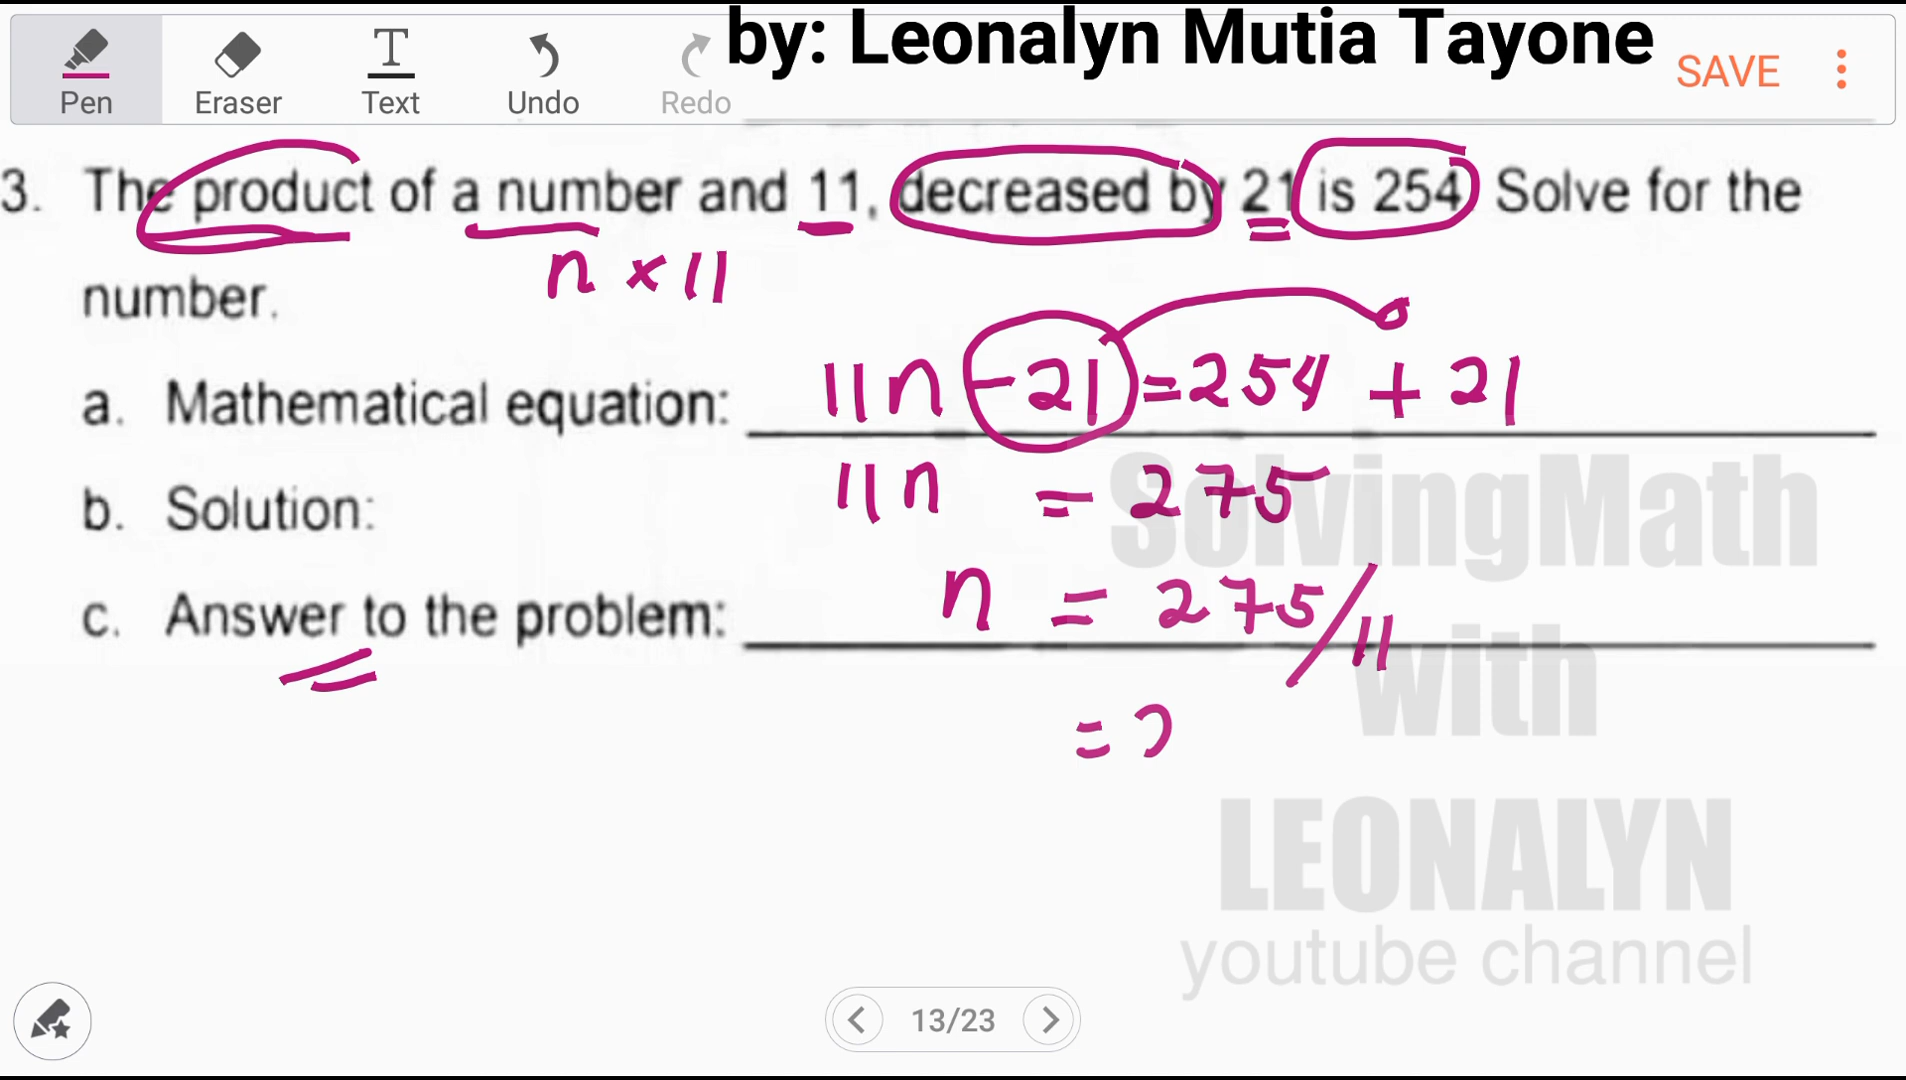 by: Leonalyn Mutia Tayone
Pen Eraser Text Undo Redo SAVE
3. The product of a number and 11, decreased by 21 is 254. Solve for the
n × 11
number.
a. Mathematical equation: 11n - 21 = 254 + 21
11n = 275
b. Solution:
n = 275/11
c. Answer to the problem:
= 2
SolvingMath
with
LEONALYN
youtube channel
13/23